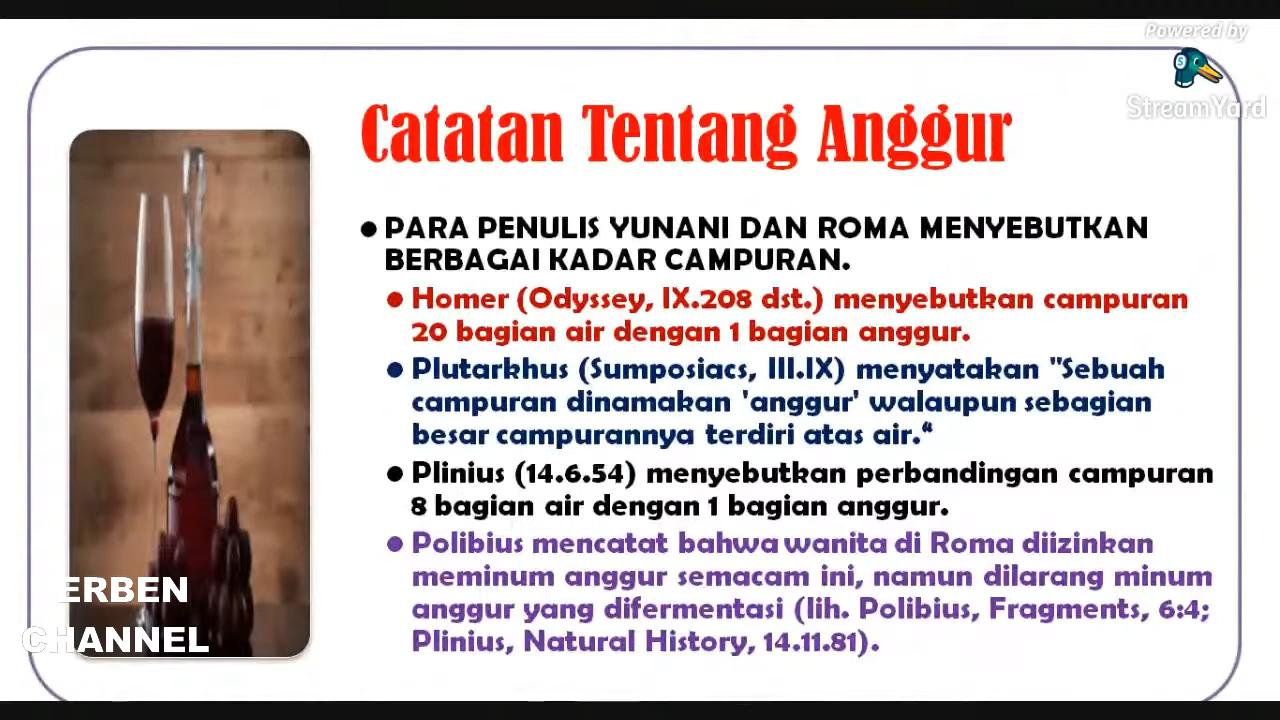 Powered by
StreamYard
Catatan Tentang Anggur
• PARA PENULIS YUNANI DAN ROMA MENYEBUTKAN
BERBAGAI KADAR CAMPURAN.
• Homer (Odyssey, IX.208 dst.) menyebutkan campuran
20 bagian air dengan 1 bagian anggur.
• Plutarkhus (Sumposiacs, III.IX) menyatakan "Sebuah
campuran dinamakan 'anggur' walaupun sebagian
besar campurannya terdiri atas air.“
• Plinius (14.6.54) menyebutkan perbandingan campuran
8 bagian air dengan 1 bagian anggur.
• Polibius mencatat bahwa wanita di Roma diizinkan
meminum anggur semacam ini, namun dilarang minum
anggur yang difermentasi (lih. Polibius, Fragments, 6:4;
Plinius, Natural History, 14.11.81).
ERBEN
CHANNEL